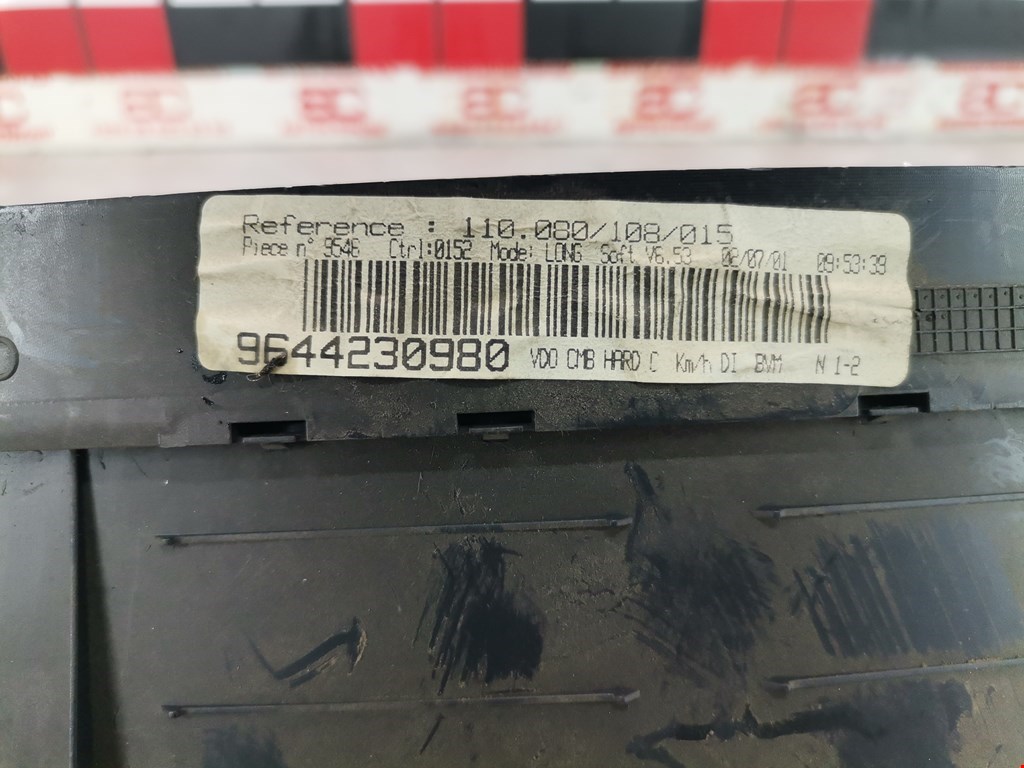 Reference : 110.080/108/015
Piece n° 9546 Ctrl:0152 Mode: LONG Soft V6.53 02/07/01 09:53:39
9644230980 VDO CMB HARD C Km/h DI BVM N 1-2